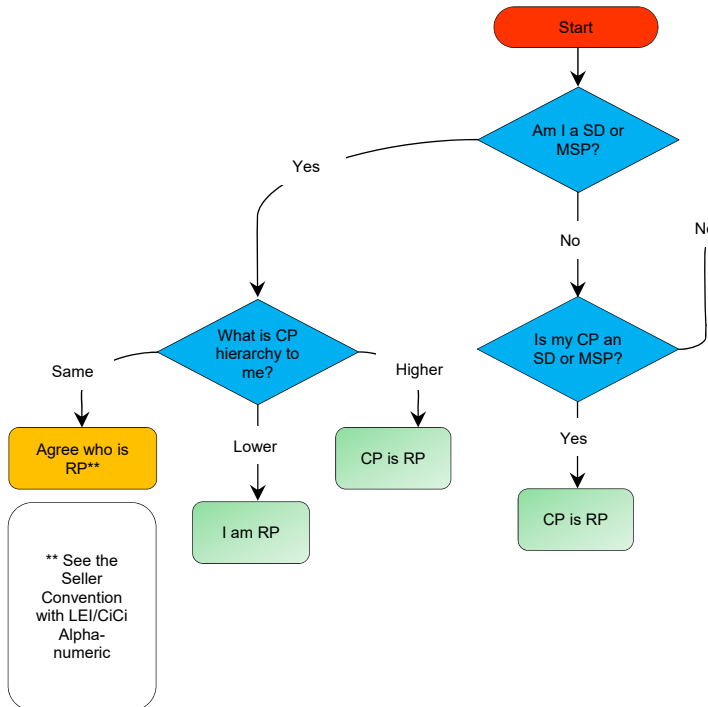 Start
Am I a SD or
MSP?
Yes
No
What is CP
hierarchy to
me?
Is my CP an
SD or MSP?
Same
Higher
Lower
Yes
Agree who is
RP**
CP is RP
I am RP
CP is RP
** See the
Seller
Convention
with LEI/CiCi
Alpha-
numeric